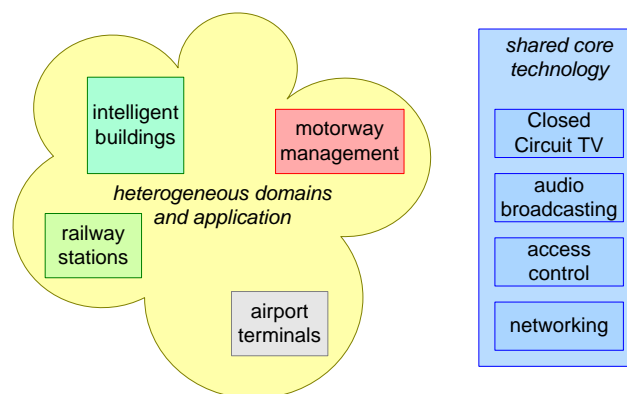 intelligent
buildings
motorway
management
heterogeneous domains
and application
railway
stations
airport
terminals
shared core
technology
Closed
Circuit TV
audio
broadcasting
access
control
networking